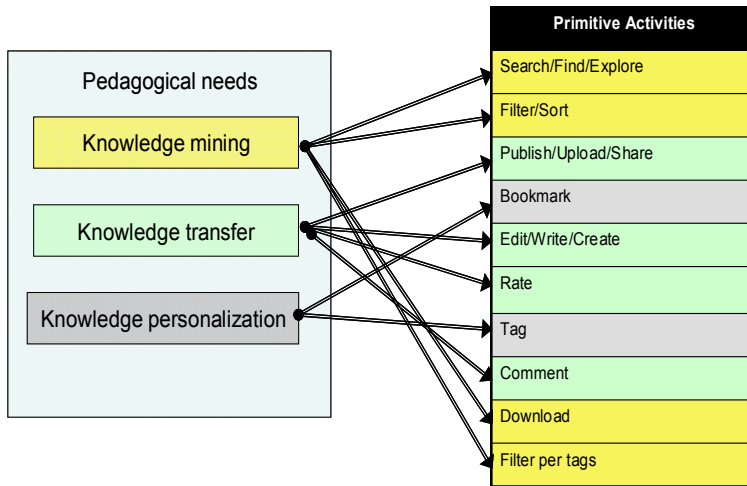 Primitive Activities
Pedagogical needs
Knowledge mining
Knowledge transfer
Knowledge personalization
Search/Find/Explore
Filter/Sort
Publish/Upload/Share
Bookmark
Edit/Write/Create
Rate
Tag
Comment
Download
Filter per tags